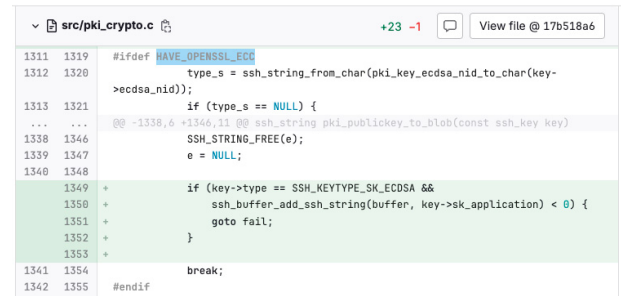 src/pki_crypto.c +23 −1 View file @ 17b518a6
1311 1319 #ifdef HAVE_OPENSSL_ECC
1312 1320 type_s = ssh_string_from_char(pki_key_ecdsa_nid_to_char(key-
>ecdsa_nid));
1313 1321 if (type_s == NULL) {
... ... @@ -1338,6 +1346,11 @@ ssh_string pki_publickey_to_blob(const ssh_key key)
1338 1346 SSH_STRING_FREE(e);
1339 1347 e = NULL;
1340 1348
1349 + if (key->type == SSH_KEYTYPE_SK_ECDSA &&
1350 + ssh_buffer_add_ssh_string(buffer, key->sk_application) < 0) {
1351 + goto fail;
1352 + }
1353 +
1341 1354 break;
1342 1355 #endif